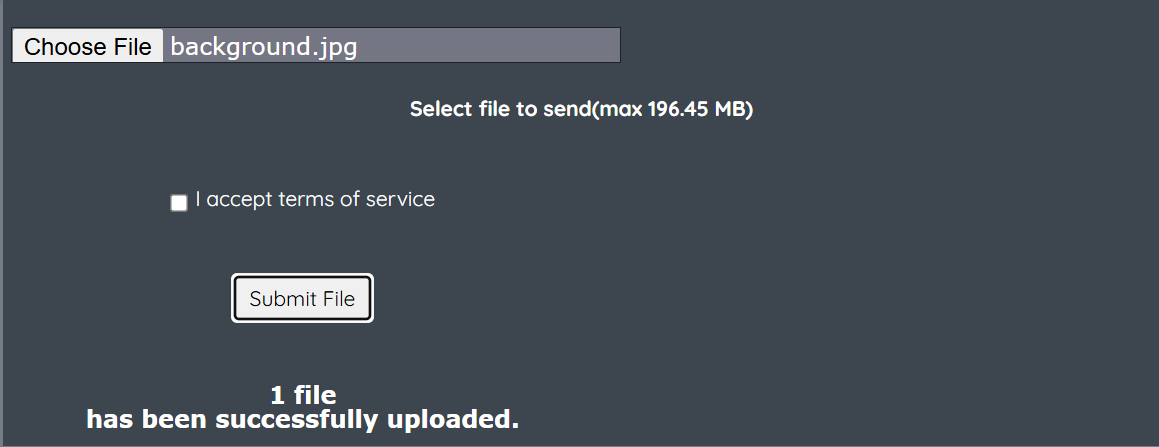 Choose File background.jpg
Select file to send(max 196.45 MB)
I accept terms of service
Submit File
1 file
has been successfully uploaded.